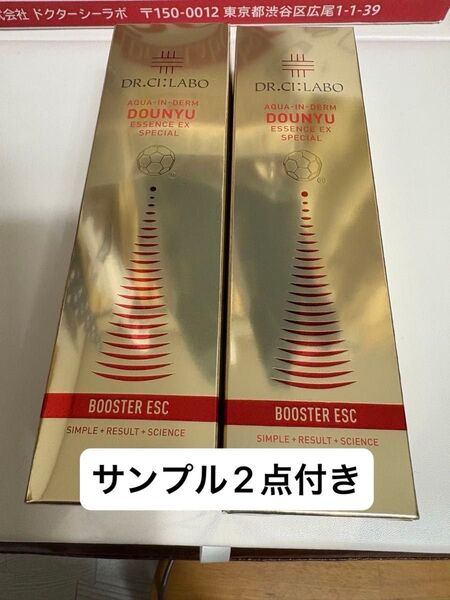 式会社 ドクターシーラボ 〒150-0012 東京都渋谷区広尾1-1-39
DR.CI:LABO
AQUA-IN-DERM
DOUNYU
ESSENCE EX
SPECIAL
BOOSTER ESC
SIMPLE + RESULT + SCIENCE
DR.CI:LABO
AQUA-IN-DERM
DOUNYU
ESSENCE EX
SPECIAL
BOOSTER ESC
SIMPLE + RESULT + SCIENCE
サンプル2点付き